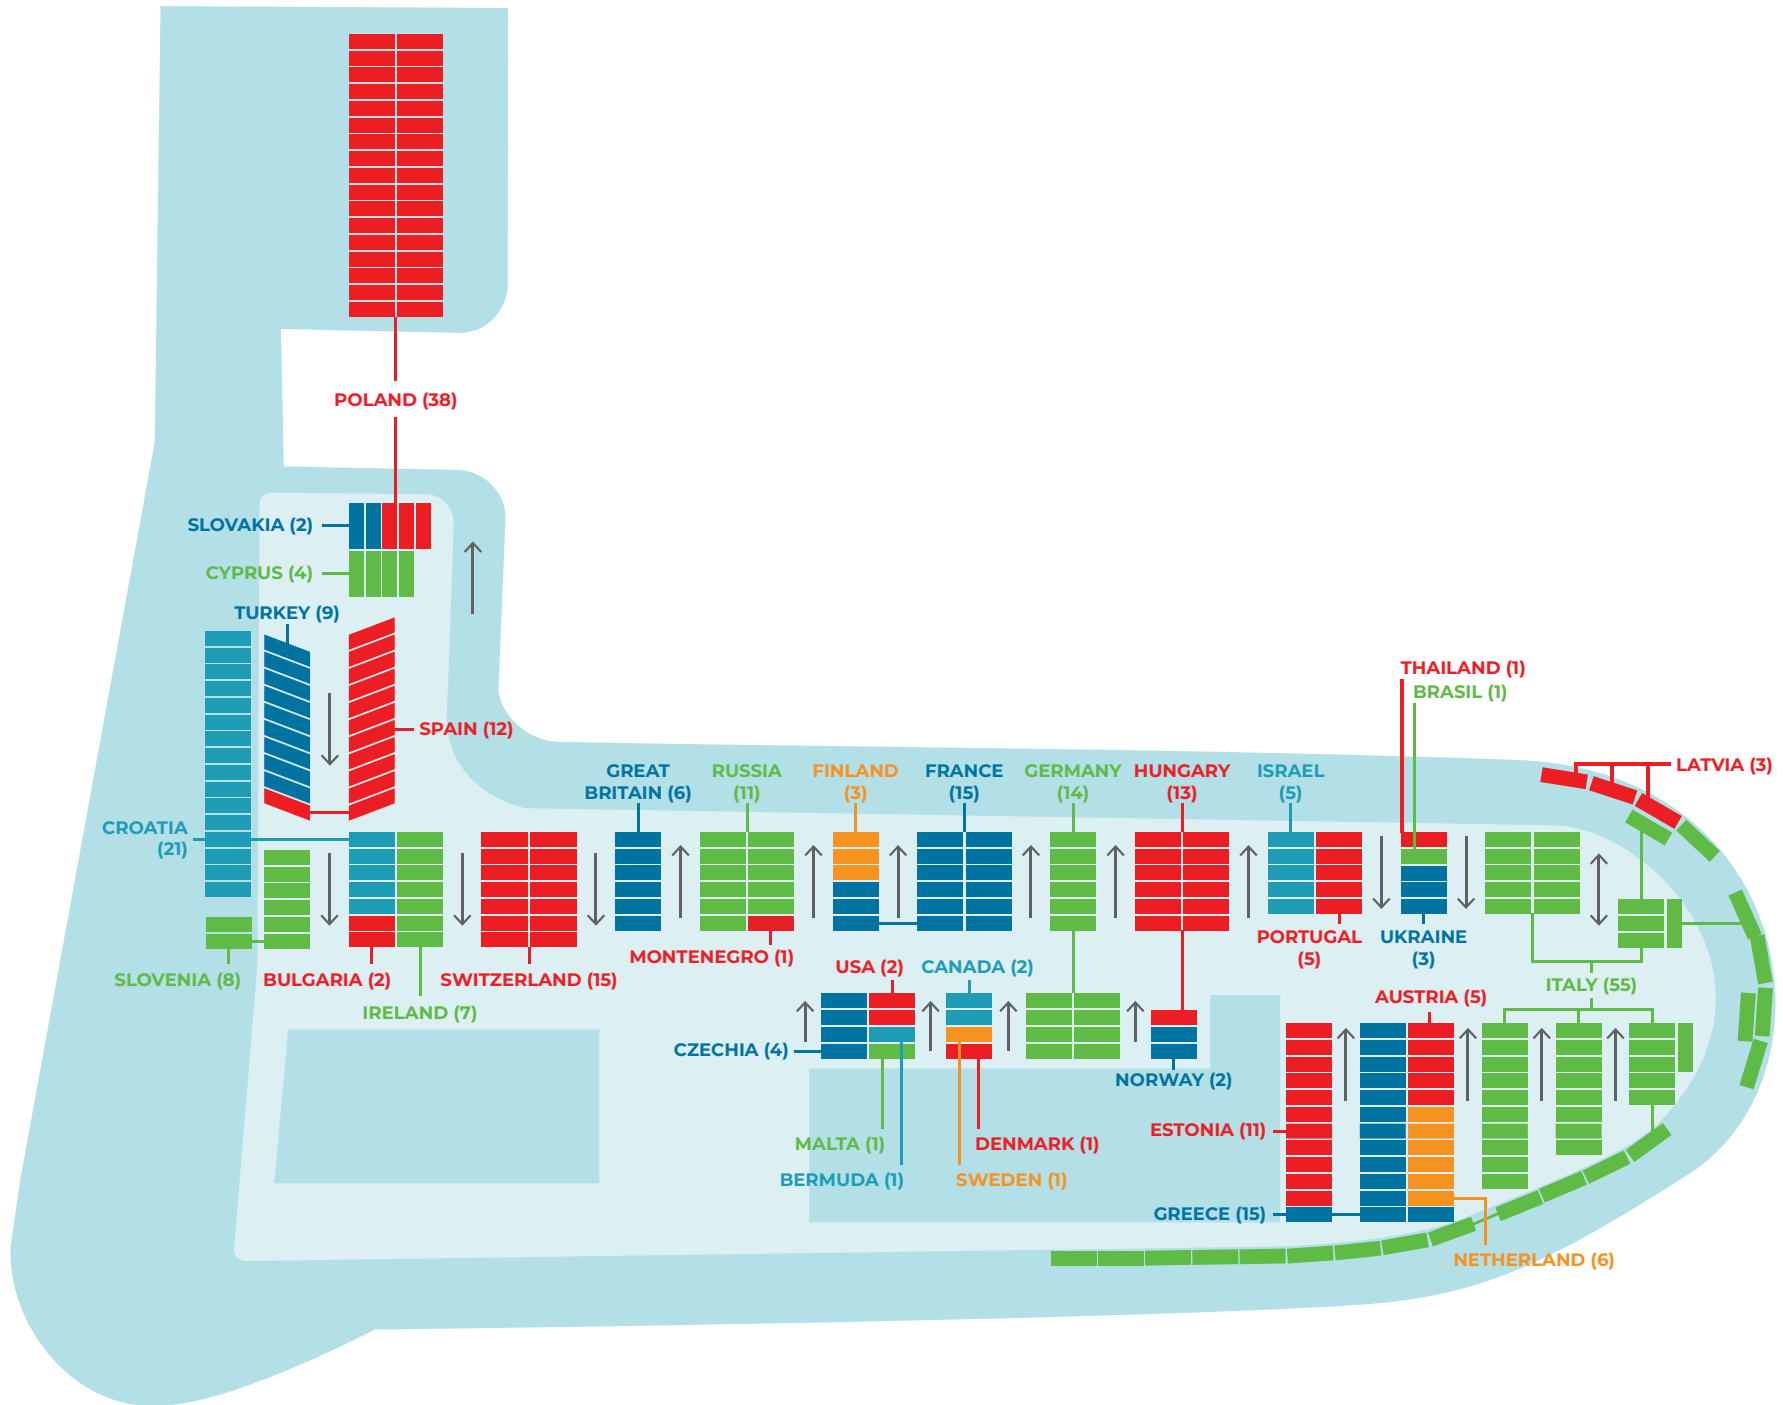 POLAND (38)
SLOVAKIA (2)
CYPRUS (4)
TURKEY (9)
SPAIN (12)
CROATIA
(21)
SLOVENIA (8)
BULGARIA (2)
IRELAND (7)
SWITZERLAND (15)
GREAT
BRITAIN (6)
RUSSIA
(11)
MONTENEGRO (1)
FINLAND
(3)
FRANCE
(15)
GERMANY
(14)
HUNGARY
(13)
ISRAEL
(5)
PORTUGAL
(5)
THAILAND (1)
BRASIL (1)
UKRAINE
(3)
LATVIA (3)
ITALY (55)
USA (2)
CANADA (2)
CZECHIA (4)
MALTA (1)
BERMUDA (1)
DENMARK (1)
SWEDEN (1)
NORWAY (2)
AUSTRIA (5)
ESTONIA (11)
GREECE (15)
NETHERLAND (6)